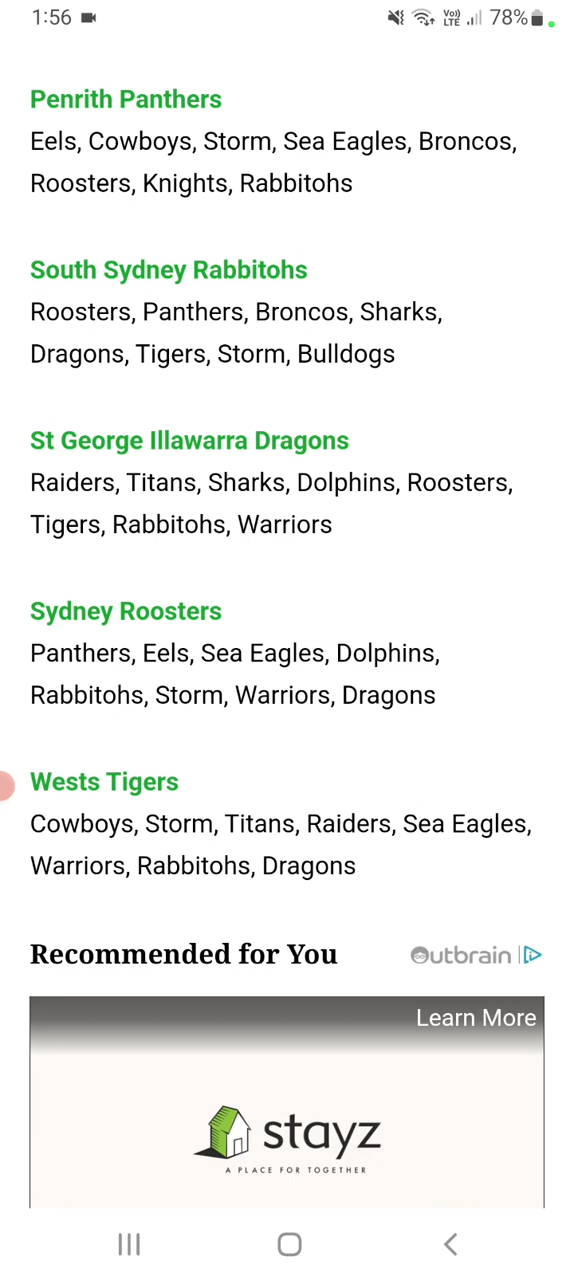 1:56
Vo)) LTE 78%
Penrith Panthers
Eels, Cowboys, Storm, Sea Eagles, Broncos,
Roosters, Knights, Rabbitohs
South Sydney Rabbitohs
Roosters, Panthers, Broncos, Sharks,
Dragons, Tigers, Storm, Bulldogs
St George Illawarra Dragons
Raiders, Titans, Sharks, Dolphins, Roosters,
Tigers, Rabbitohs, Warriors
Sydney Roosters
Panthers, Eels, Sea Eagles, Dolphins,
Rabbitohs, Storm, Warriors, Dragons
Wests Tigers
Cowboys, Storm, Titans, Raiders, Sea Eagles,
Warriors, Rabbitohs, Dragons
Recommended for You
Outbrain
Learn More
stayz
A PLACE FOR TOGETHER